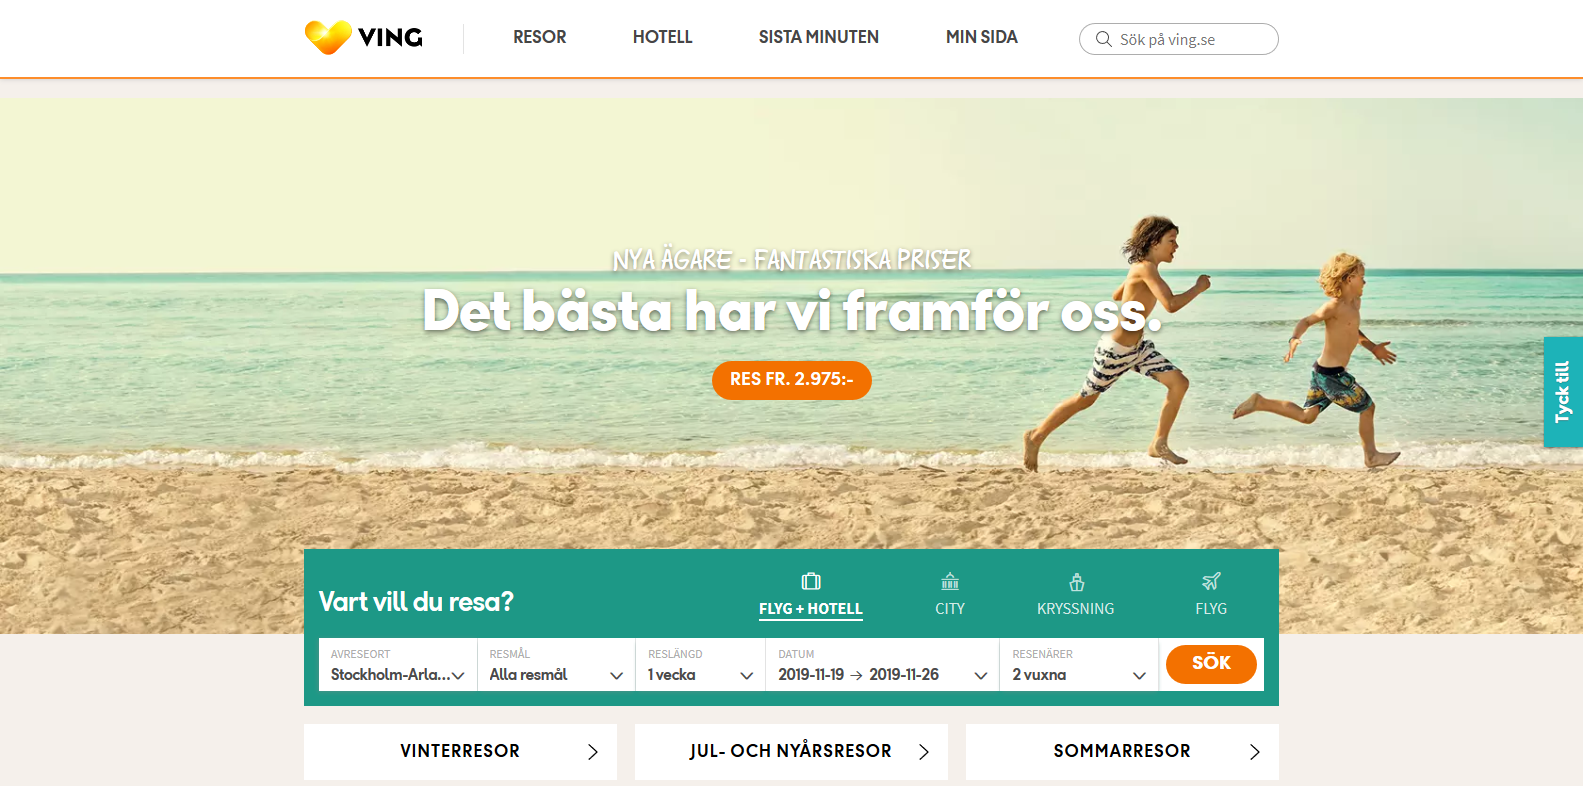 VING
RESOR
HOTELL
SISTA MINUTEN
MIN SIDA
Sök på ving.se
NYA ÄGARE - FANTASTISKA PRISER
Det bästa har vi framför oss.
RES FR. 2.975:-
Tyck till
Vart vill du resa?
FLYG + HOTELL
CITY
KRYSSNING
FLYG
AVRESEORT
Stockholm-Arla...
RESMÅL
Alla resmål
RESLÄNGD
1 vecka
DATUM
2019-11-19 → 2019-11-26
RESENÄRER
2 vuxna
SÖK
VINTERRESOR
JUL- OCH NYÅRSRESOR
SOMMARRESOR